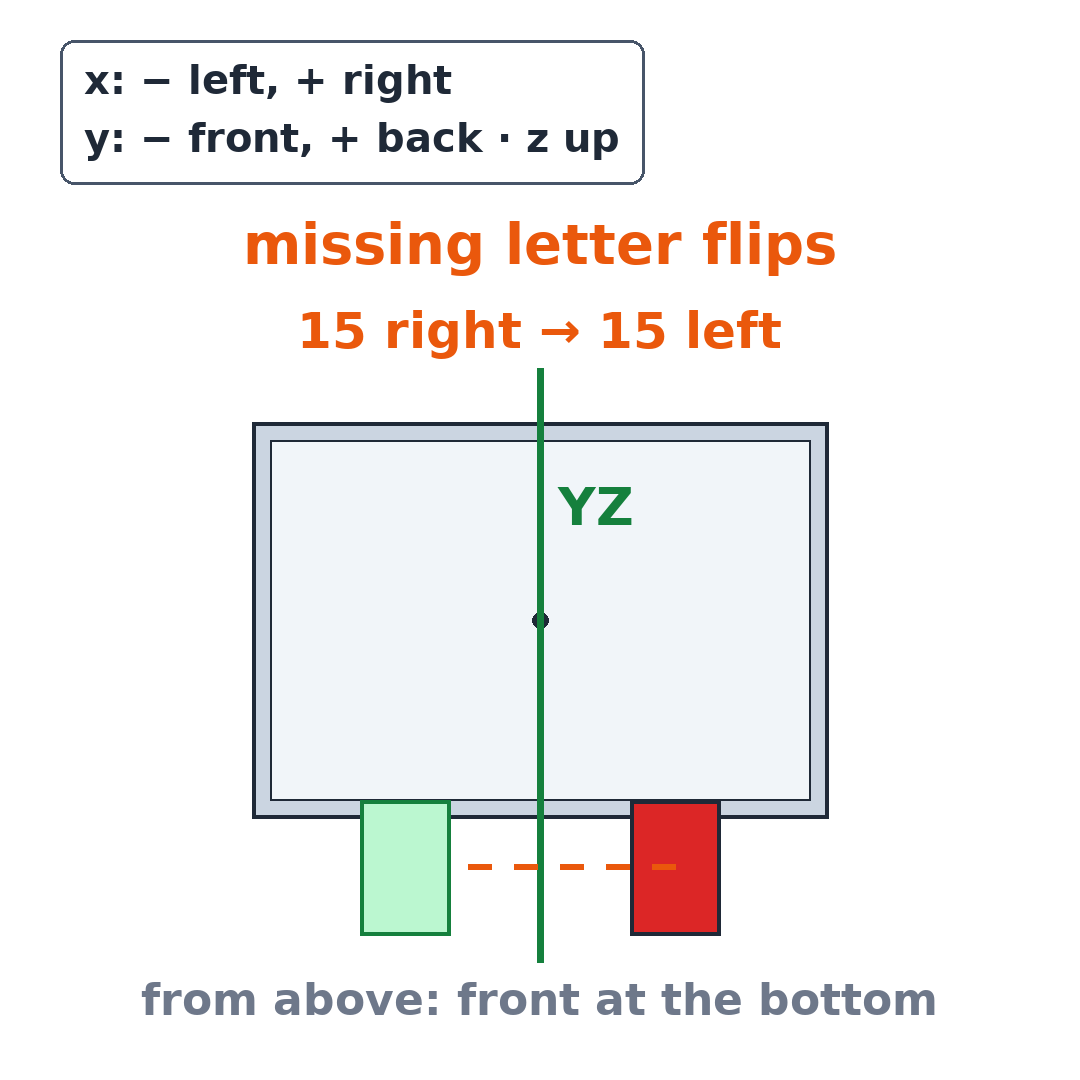 x: − left, + right
y: − front, + back · z up
missing letter flips
15 right → 15 left
YZ
from above: front at the bottom